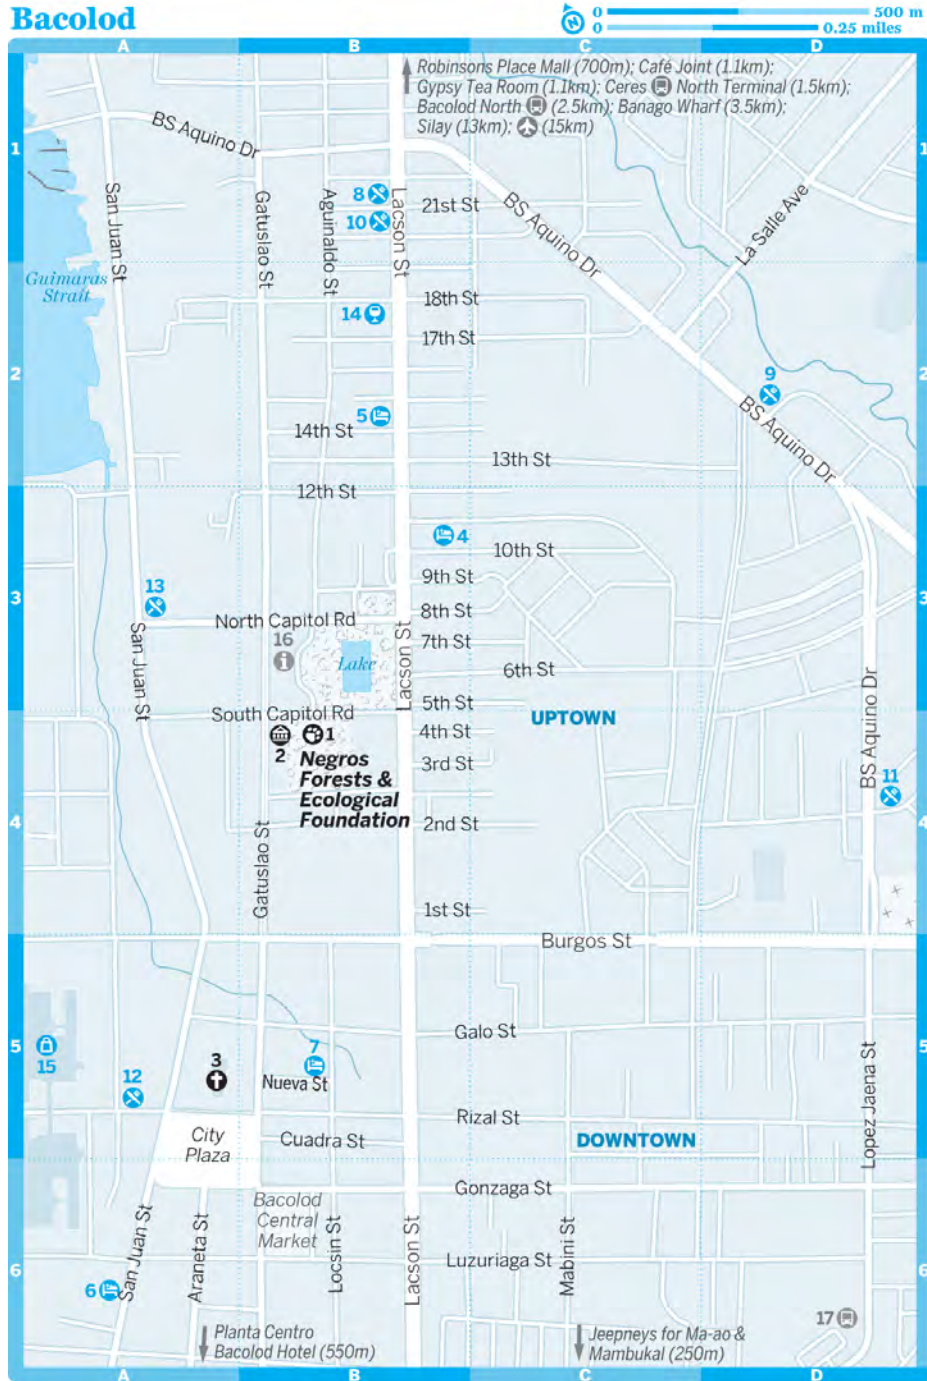 Bacolod
N
0 500 m
0 0.25 miles
A B C D
Robinsons Place Mall (700m); Café Joint (1.1km);
Gypsy Tea Room (1.1km); Ceres North Terminal (1.5km);
Bacolod North (2.5km); Banago Wharf (3.5km);
Silay (13km); (15km)
BS Aquino Dr
1 1
San Juan St
Gatuslao St
Aguinaldo St
8
10
Lacson St
21st St
BS Aquino Dr
La Salle Ave
Guimaras
Strait
18th St
14
17th St
2 2
9
5
14th St
BS Aquino Dr
13th St
12th St
4
10th St
9th St
13
3 3
8th St
North Capitol Rd
San Juan St
16
Lake
Lacson St
7th St
6th St
5th St
South Capitol Rd
UPTOWN
BS Aquino Dr
1
4th St
2
Negros
Forests &
Ecological
Foundation
3rd St
11
4 4
2nd St
Gatuslao St
1st St
Burgos St
Galo St
5 5
15
3
7
12
Nueva St
Lopez Jaena St
Rizal St
City
Plaza
Cuadra St
DOWNTOWN
Gonzaga St
Bacolod
Central
Market
San Juan St
Araneta St
Locsin St
Lacson St
Luzuriaga St
Mabini St
6 6
6
17
Planta Centro
Bacolod Hotel (550m)
Jeepneys for Ma-ao &
Mambukal (250m)
A B C D